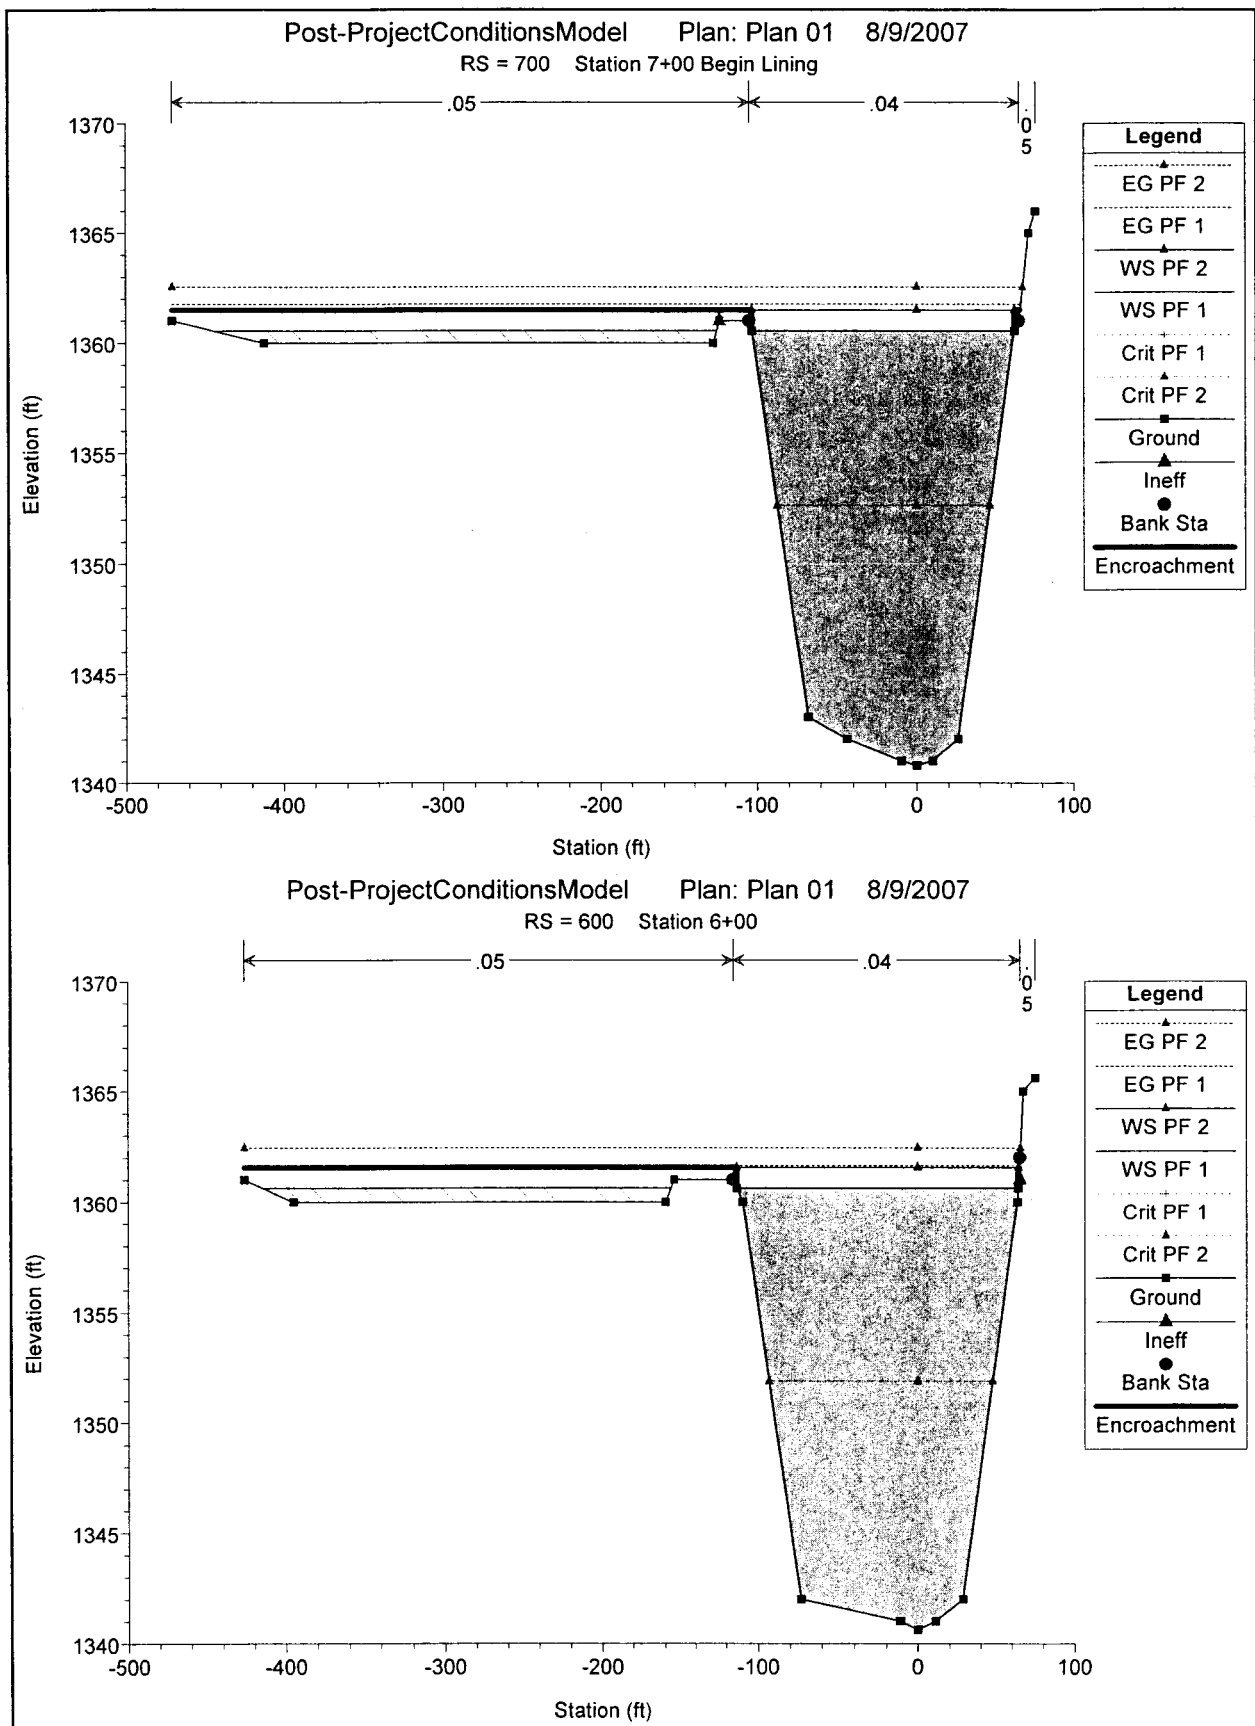 Post-ProjectConditionsModel Plan: Plan 01 8/9/2007
RS = 700 Station 7+00 Begin Lining
.05
.04
.05
1370
1365
1360
1355
1350
1345
1340
Elevation (ft)
-500
-400
-300
-200
-100
0
100
Station (ft)
Legend
EG PF 2
EG PF 1
WS PF 2
WS PF 1
Crit PF 1
Crit PF 2
Ground
Ineff
Bank Sta
Encroachment
Post-ProjectConditionsModel Plan: Plan 01 8/9/2007
RS = 600 Station 6+00
.05
.04
.05
1370
1365
1360
1355
1350
1345
1340
Elevation (ft)
-500
-400
-300
-200
-100
0
100
Station (ft)
Legend
EG PF 2
EG PF 1
WS PF 2
WS PF 1
Crit PF 1
Crit PF 2
Ground
Ineff
Bank Sta
Encroachment